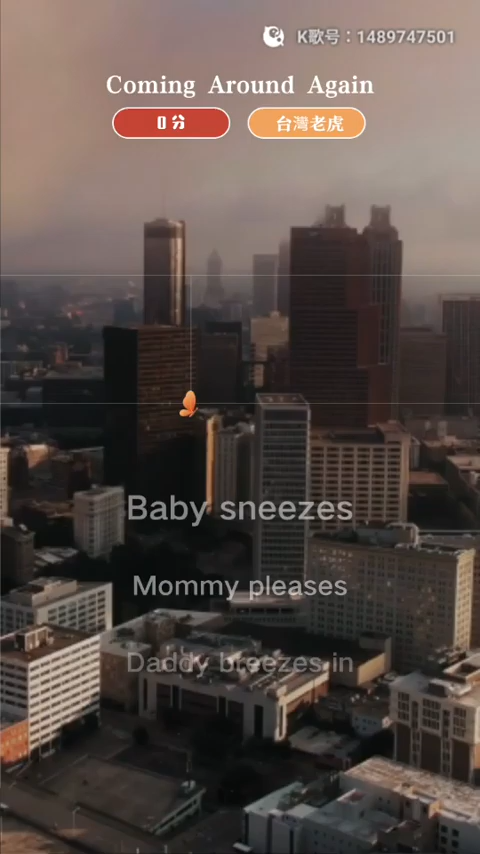 K歌号：1489747501
Coming Around Again
0分 台灣老虎
Baby sneezes
Mommy pleases
Daddy breezes in